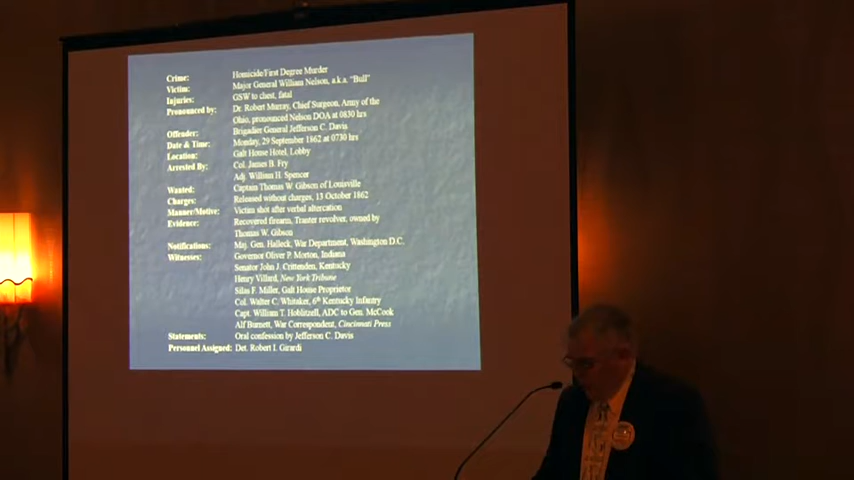 Crime: Homicide/First Degree Murder
Victim: Major General William Nelson, a.k.a. "Bull"
Injuries: GSW to chest, fatal
Pronounced by: Dr. Robert Murray, Chief Surgeon, Army of the
Ohio, pronounced Nelson DOA at 0830 hrs
Offender: Brigadier General Jefferson C. Davis
Date & Time: Monday, 29 September 1862 at 0730 hrs
Location: Galt House Hotel, Lobby
Arrested By: Col. James B. Fry
Adj. William H. Spencer
Wanted: Captain Thomas W. Gibson of Louisville
Charges: Released without charges, 13 October 1862
Manner/Motive: Victim shot after verbal altercation
Evidence: Recovered firearm, Tranter revolver, owned by
Thomas W. Gibson
Notifications: Maj. Gen. Halleck, War Department, Washington D.C.
Witnesses: Governor Oliver P. Morton, Indiana
Senator John J. Crittenden, Kentucky
Henry Villard, New York Tribune
Silas F. Miller, Galt House Proprietor
Col. Walter C. Whitaker, 6th Kentucky Infantry
Capt. William T. Hoblitzell, ADC to Gen. McCook
Alf Burnett, War Correspondent, Cincinnati Press
Statements: Oral confession by Jefferson C. Davis
Personnel Assigned: Det. Robert I. Girardi